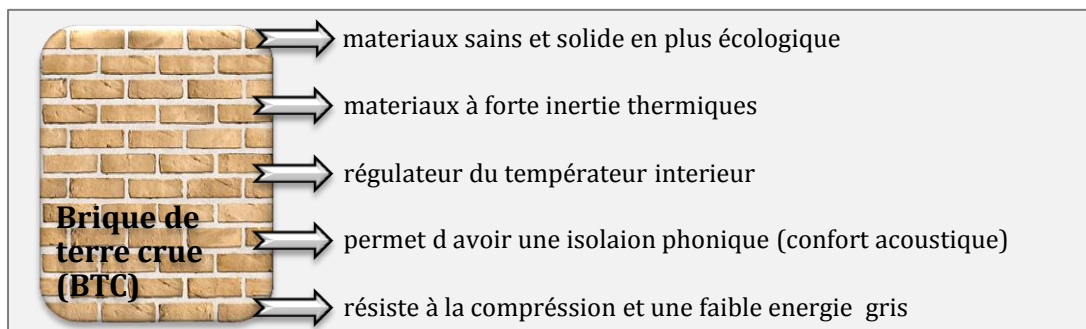 materiaux sains et solide en plus écologique
materiaux à forte inertie thermiques
régulateur du températeur interieur
Brique de
terre crue
(BTC)
permet d avoir une isolaion phonique (confort acoustique)
résiste à la compréssion et une faible energie gris